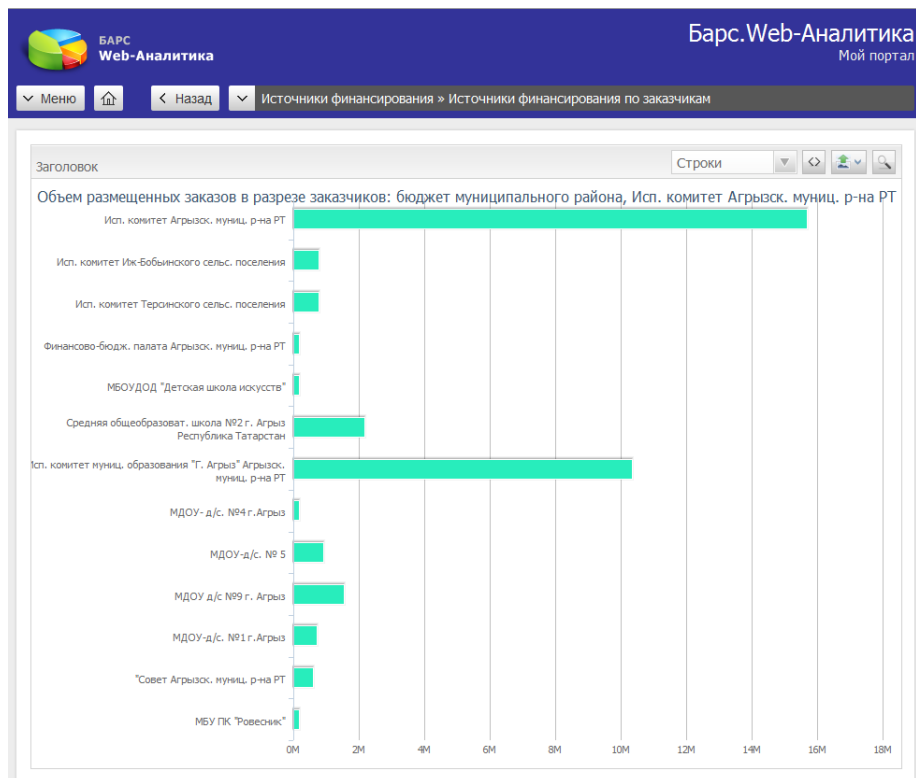 БАРС
Web-Аналитика
Барс.Web-Аналитика
Мой портал
Меню
Назад
Источники финансирования » Источники финансирования по заказчикам
Заголовок
Строки
Объем размещенных заказов в разрезе заказчиков: бюджет муниципального района, Исп. комитет Агрызск. муниц. р-на РТ
Исп. комитет Агрызск. муниц. р-на РТ
Исп. комитет Иж-Бобьинского сельс. поселения
Исп. комитет Терсинского сельс. поселения
Финансово-бюдж. палата Агрызск. муниц. р-на РТ
МБОУДОД "Детская школа искусств"
Средняя общеобразоват. школа №2 г. Агрыз
Республика Татарстан
Исп. комитет муниц. образования "Г. Агрыз" Агрызск.
муниц. р-на РТ
МДОУ- д/с. №4 г.Агрыз
МДОУ-д/с. № 5
МДОУ д/с №9 г. Агрыз
МДОУ-д/с. №1 г.Агрыз
"Совет Агрызск. муниц. р-на РТ
МБУ ПК "Ровесник"
0M 2M 4M 6M 8M 10M 12M 14M 16M 18M